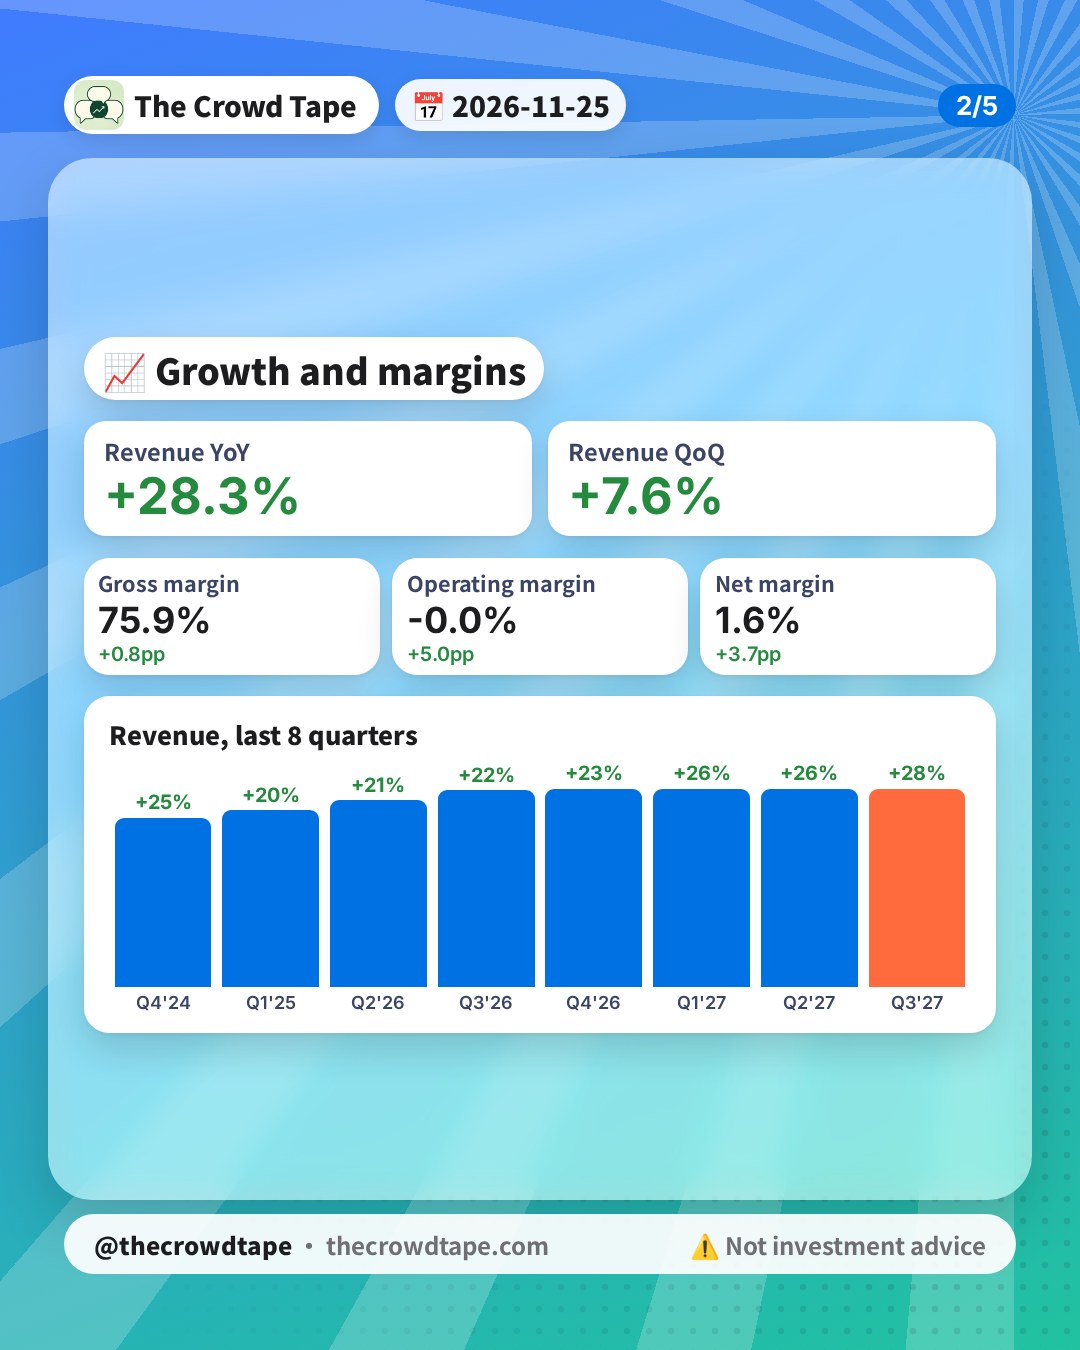 The Crowd Tape
2026-11-25
2/5
Growth and margins
Revenue YoY
+28.3%
Revenue QoQ
+7.6%
Gross margin
75.9%
+0.8pp
Operating margin
-0.0%
+5.0pp
Net margin
1.6%
+3.7pp
Revenue, last 8 quarters
+25% +20% +21% +22% +23% +26% +26% +28%
Q4'24 Q1'25 Q2'26 Q3'26 Q4'26 Q1'27 Q2'27 Q3'27
@thecrowdtape • thecrowdtape.com
⚠️ Not investment advice